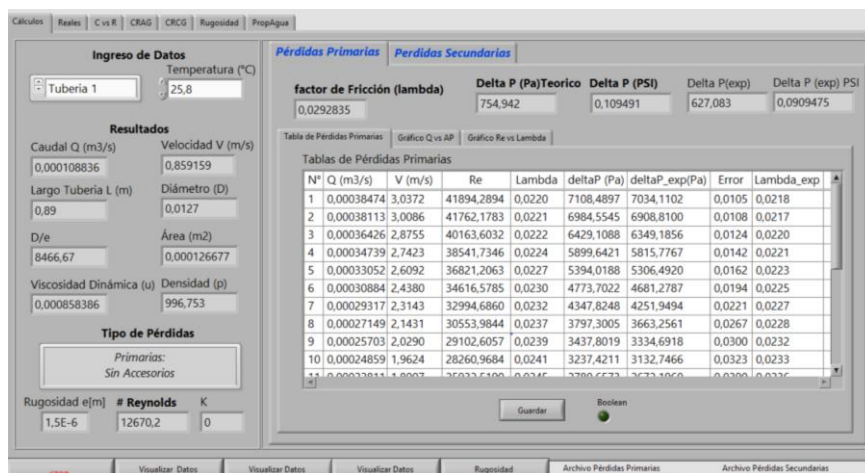 Cálculos Reales C vs R CRAG CRCG Rugosidad PropAgua
Ingreso de Datos
Temperatura (°C)
Tuberia 1 25,8
Resultados
Caudal Q (m3/s) Velocidad V (m/s)
0,000108836 0,859159
Largo Tuberia L (m) Diámetro (D)
0,89 0,0127
D/e Área (m2)
8466,67 0,000126677
Viscosidad Dinámica (u) Densidad (p)
0,000858386 996,753
Tipo de Pérdidas
Primarias:
Sin Accesorios
Rugosidad e[m] # Reynolds K
1,5E-6 12670,2 0
Pérdidas Primarias Perdidas Secundarias
factor de Fricción (lambda) Delta P (Pa)Teorico Delta P (PSI) Delta P(exp) Delta P (exp) PSI
0,0292835 754,942 0,109491 627,083 0,0909475
Tabla de Pérdidas Primarias Gráfico Q vs AP Gráfico Re vs Lambda
Tablas de Pérdidas Primarias
N° Q (m3/s) V (m/s) Re Lambda deltaP (Pa) deltaP_exp(Pa) Error Lambda_exp
1 0,00038474 3,0372 41894,2894 0,0220 7108,4897 7034,1102 0,0105 0,0218
2 0,00038113 3,0086 41762,1783 0,0221 6984,5545 6908,8100 0,0108 0,0217
3 0,00036426 2,8755 40163,6032 0,0222 6429,1088 6349,1856 0,0124 0,0220
4 0,00034739 2,7423 38541,7346 0,0224 5899,6421 5815,7767 0,0142 0,0221
5 0,00033052 2,6092 36821,2063 0,0227 5394,0188 5306,4920 0,0162 0,0223
6 0,00030884 2,4380 34616,5785 0,0230 4773,7022 4681,2787 0,0194 0,0225
7 0,00029317 2,3143 32994,6860 0,0232 4347,8248 4251,9494 0,0221 0,0227
8 0,00027149 2,1431 30553,9844 0,0237 3797,3005 3663,2561 0,0267 0,0228
9 0,00025703 2,0290 29102,6057 0,0239 3437,8019 3334,6918 0,0300 0,0232
10 0,00024859 1,9624 28260,9684 0,0241 3237,4211 3132,7466 0,0323 0,0233
Guardar Boolean
Visualizar Datos Visualizar Datos Visualizar Datos Rugosidad Archivo Pérdidas Primarias Archivo Pérdidas Secundarias